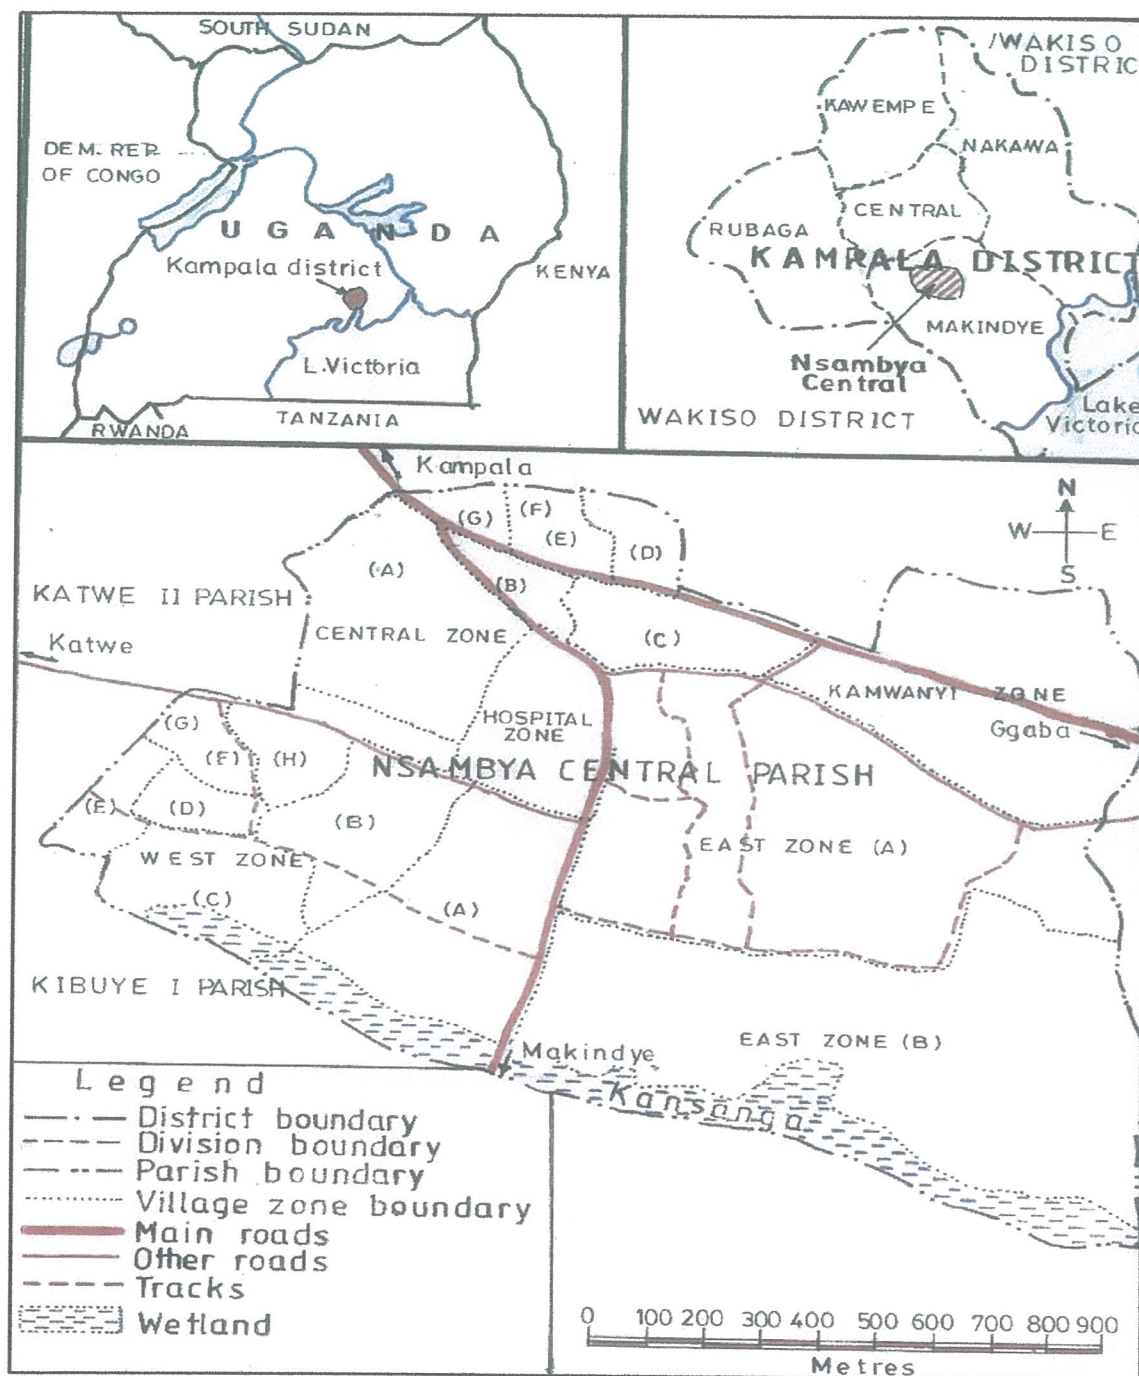 SOUTH SUDAN
DEM. REP.
OF CONGO
UGANDA
Kampala district
KENYA
L.Victoria
TANZANIA
RWANDA
WAKISO
DISTRIC
KAWEMPE
NAKAWA
CENTRAL
RUBAGA
KAMPALA DISTRICT
MAKINDYE
Nsambya
Central
WAKISO DISTRICT
Lake
Victoria
Kampala
N
W E
S
(G)
(F)
(E)
(D)
(A)
(B)
KATWE II PARISH
CENTRAL ZONE
(C)
Katwe
KAMWANYI ZONE
HOSPITAL
ZONE
Ggaba
(G)
(F)
(H)
NSAMBYA CENTRAL PARISH
(E)
(D)
(B)
EAST ZONE (A)
WEST ZONE
(C)
(A)
KIBUYE I PARISH
EAST ZONE (B)
Makindye
Kansanga
Legend
District boundary
Division boundary
Parish boundary
Village zone boundary
Main roads
Other roads
Tracks
Wetland
0 100 200 300 400 500 600 700 800 900
Metres